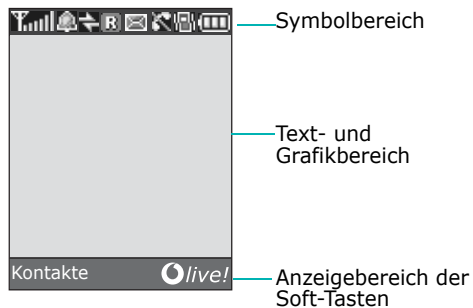 R
Symbolbereich
Text- und
Grafikbereich
Kontakte
live!
Anzeigebereich der
Soft-Tasten